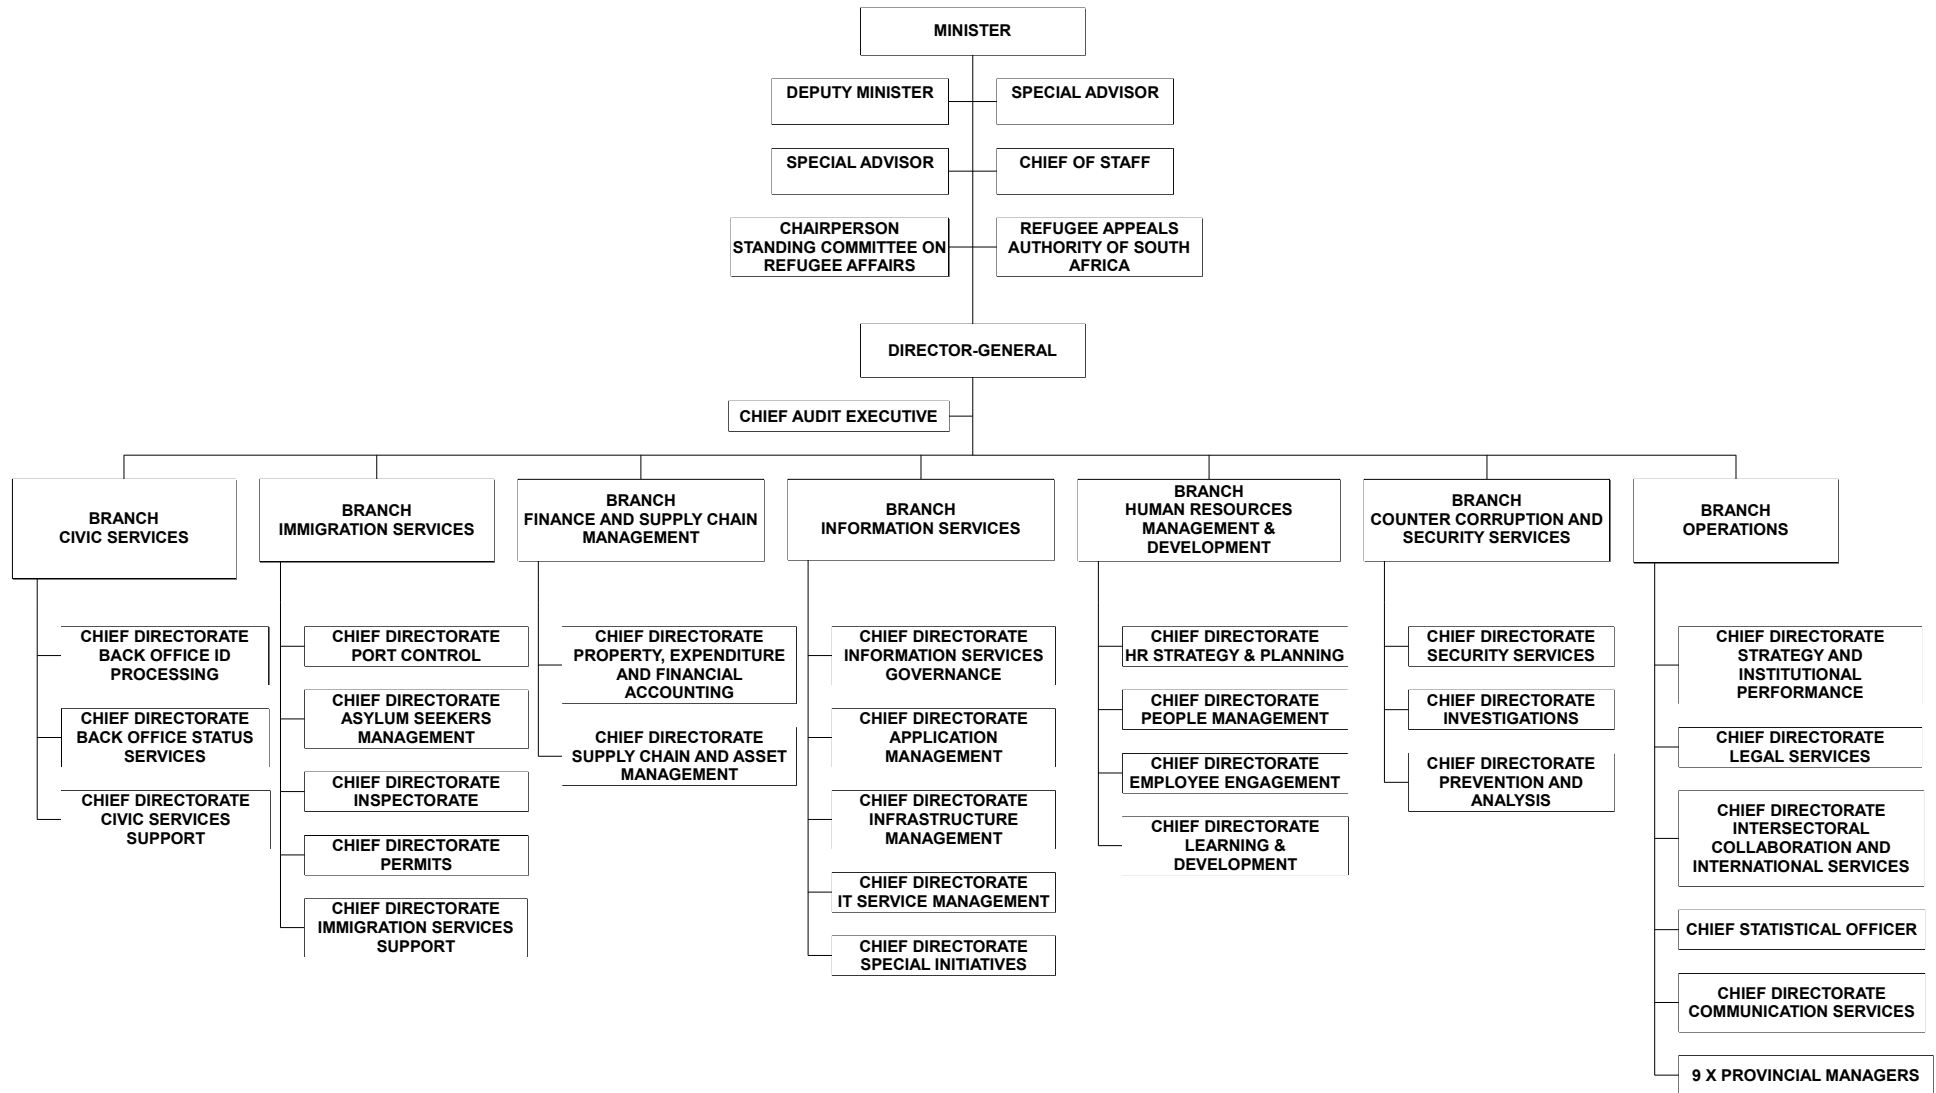 MINISTER
DEPUTY MINISTER
SPECIAL ADVISOR
SPECIAL ADVISOR
CHIEF OF STAFF
CHAIRPERSON
STANDING COMMITTEE ON
REFUGEE AFFAIRS
REFUGEE APPEALS
AUTHORITY OF SOUTH
AFRICA
DIRECTOR-GENERAL
CHIEF AUDIT EXECUTIVE
BRANCH
CIVIC SERVICES
CHIEF DIRECTORATE
BACK OFFICE ID
PROCESSING
CHIEF DIRECTORATE
BACK OFFICE STATUS
SERVICES
CHIEF DIRECTORATE
CIVIC SERVICES
SUPPORT
BRANCH
IMMIGRATION SERVICES
CHIEF DIRECTORATE
PORT CONTROL
CHIEF DIRECTORATE
ASYLUM SEEKERS
MANAGEMENT
CHIEF DIRECTORATE
INSPECTORATE
CHIEF DIRECTORATE
PERMITS
CHIEF DIRECTORATE
IMMIGRATION SERVICES
SUPPORT
BRANCH
FINANCE AND SUPPLY CHAIN
MANAGEMENT
CHIEF DIRECTORATE
PROPERTY, EXPENDITURE
AND FINANCIAL
ACCOUNTING
CHIEF DIRECTORATE
SUPPLY CHAIN AND ASSET
MANAGEMENT
BRANCH
INFORMATION SERVICES
CHIEF DIRECTORATE
INFORMATION SERVICES
GOVERNANCE
CHIEF DIRECTORATE
APPLICATION
MANAGEMENT
CHIEF DIRECTORATE
INFRASTRUCTURE
MANAGEMENT
CHIEF DIRECTORATE
IT SERVICE MANAGEMENT
CHIEF DIRECTORATE
SPECIAL INITIATIVES
BRANCH
HUMAN RESOURCES
MANAGEMENT &
DEVELOPMENT
CHIEF DIRECTORATE
HR STRATEGY & PLANNING
CHIEF DIRECTORATE
PEOPLE MANAGEMENT
CHIEF DIRECTORATE
EMPLOYEE ENGAGEMENT
CHIEF DIRECTORATE
LEARNING &
DEVELOPMENT
BRANCH
COUNTER CORRUPTION AND
SECURITY SERVICES
CHIEF DIRECTORATE
SECURITY SERVICES
CHIEF DIRECTORATE
INVESTIGATIONS
CHIEF DIRECTORATE
PREVENTION AND
ANALYSIS
BRANCH
OPERATIONS
CHIEF DIRECTORATE
STRATEGY AND
INSTITUTIONAL
PERFORMANCE
CHIEF DIRECTORATE
LEGAL SERVICES
CHIEF DIRECTORATE
INTERSECTORAL
COLLABORATION AND
INTERNATIONAL SERVICES
CHIEF STATISTICAL OFFICER
CHIEF DIRECTORATE
COMMUNICATION SERVICES
9 X PROVINCIAL MANAGERS